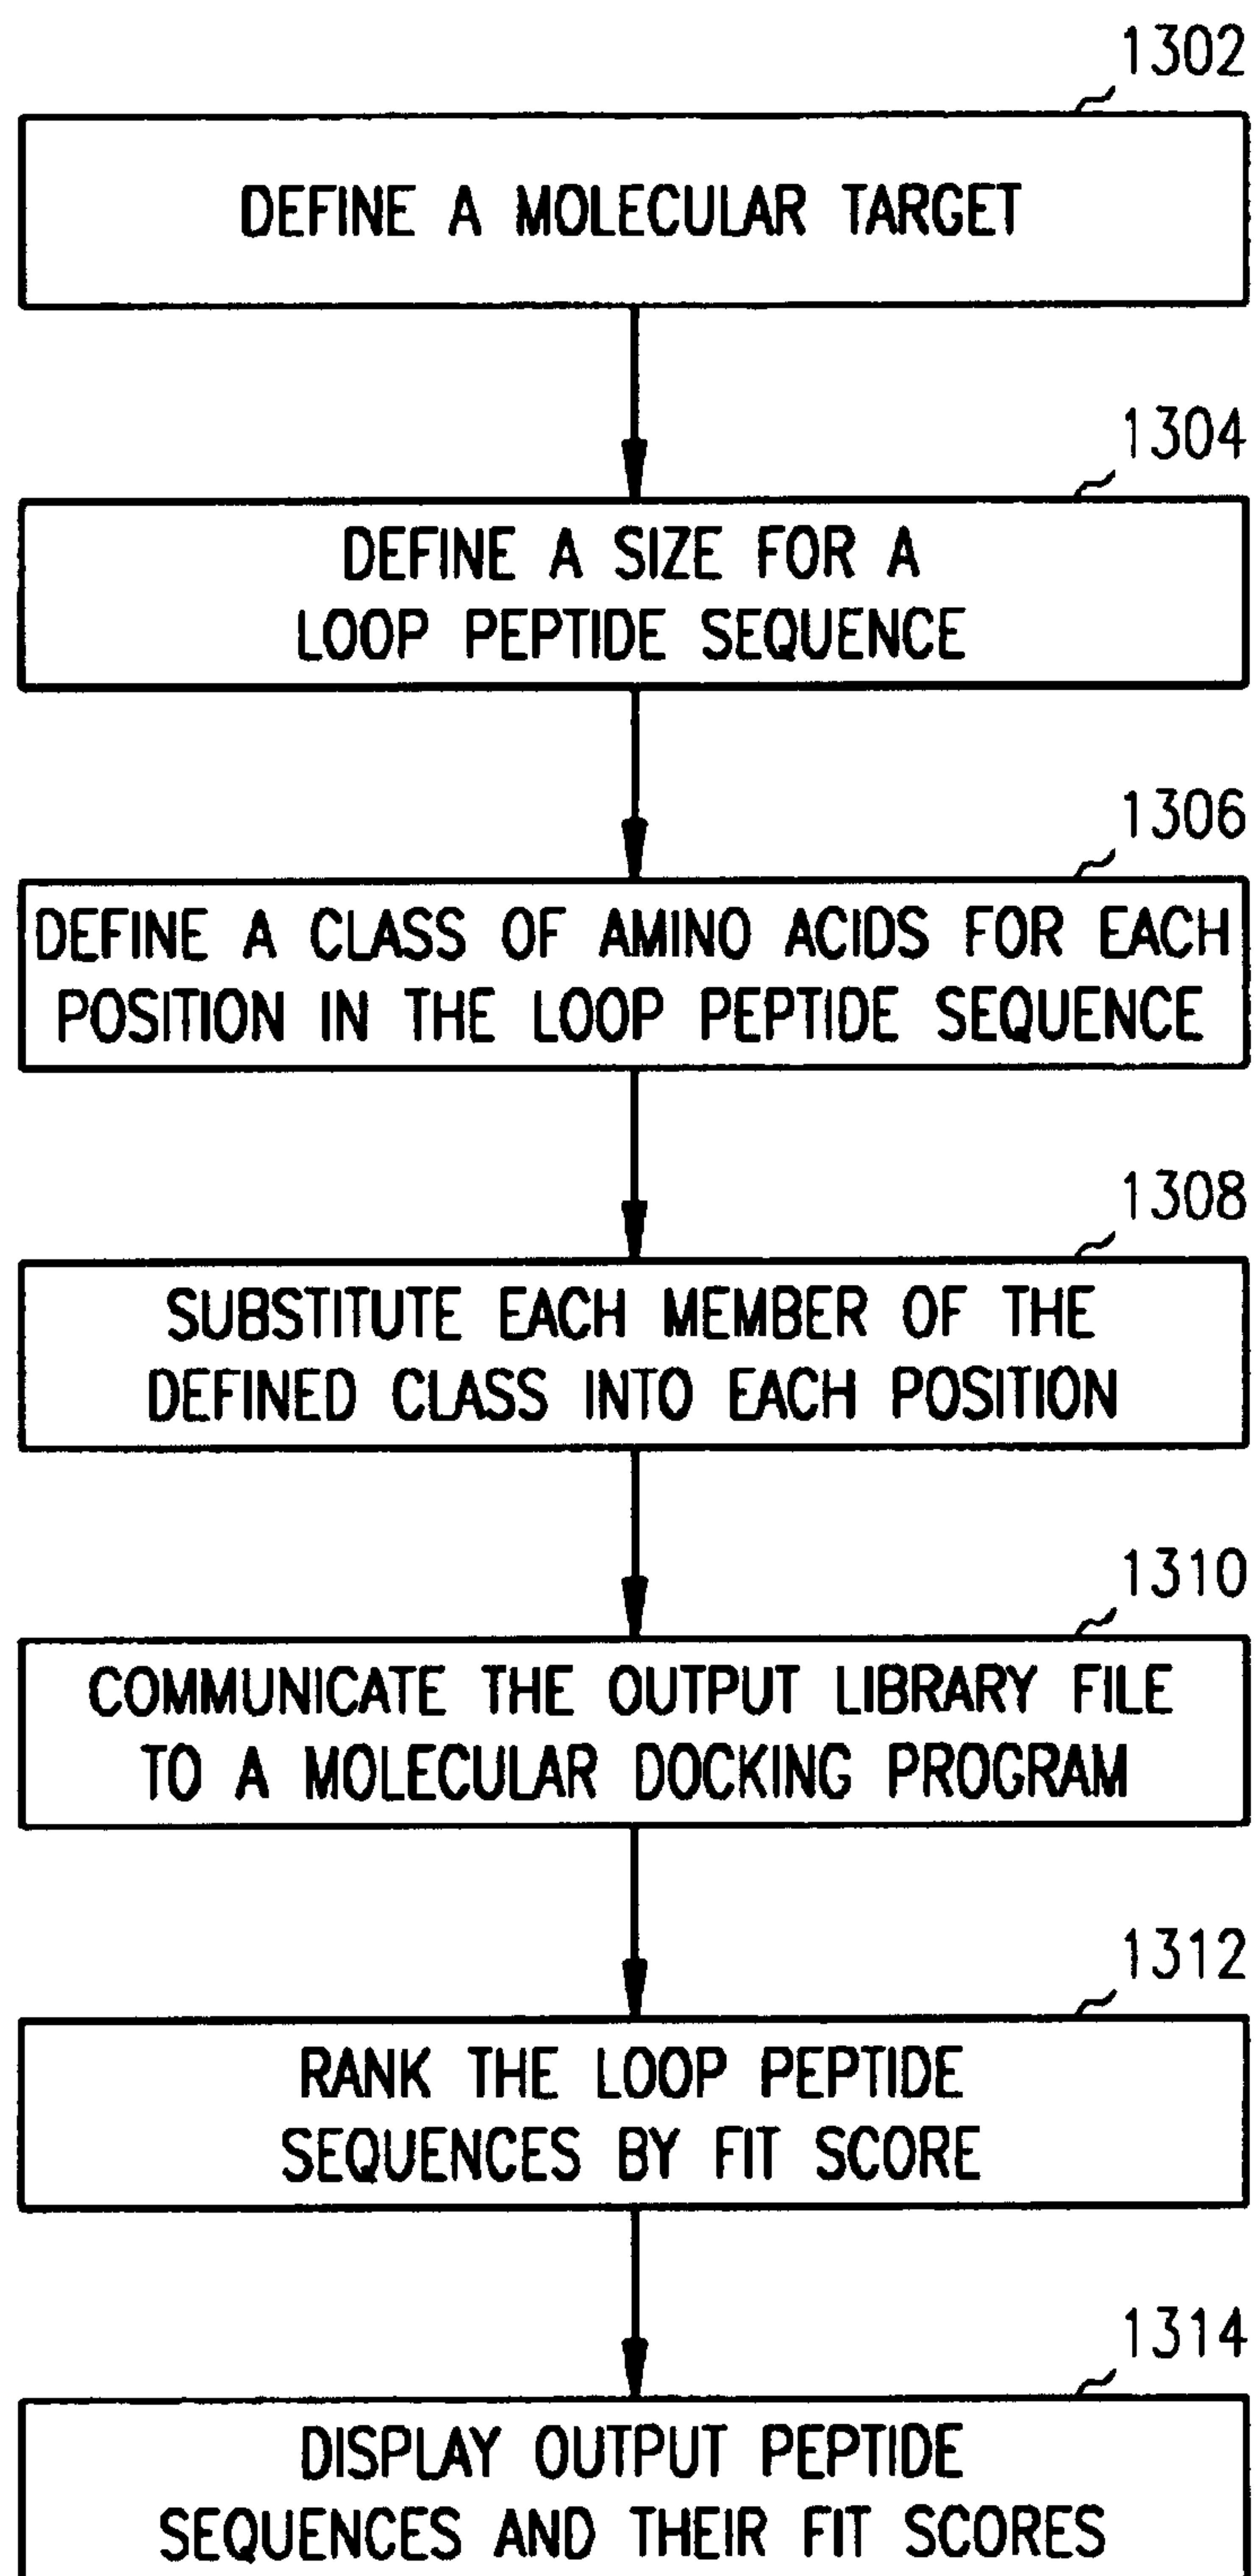 1302
DEFINE A MOLECULAR TARGET
1304
DEFINE A SIZE FOR A
LOOP PEPTIDE SEQUENCE
1306
DEFINE A CLASS OF AMINO ACIDS FOR EACH
POSITION IN THE LOOP PEPTIDE SEQUENCE
1308
SUBSTITUTE EACH MEMBER OF THE
DEFINED CLASS INTO EACH POSITION
1310
COMMUNICATE THE OUTPUT LIBRARY FILE
TO A MOLECULAR DOCKING PROGRAM
1312
RANK THE LOOP PEPTIDE
SEQUENCES BY FIT SCORE
1314
DISPLAY OUTPUT PEPTIDE
SEQUENCES AND THEIR FIT SCORES